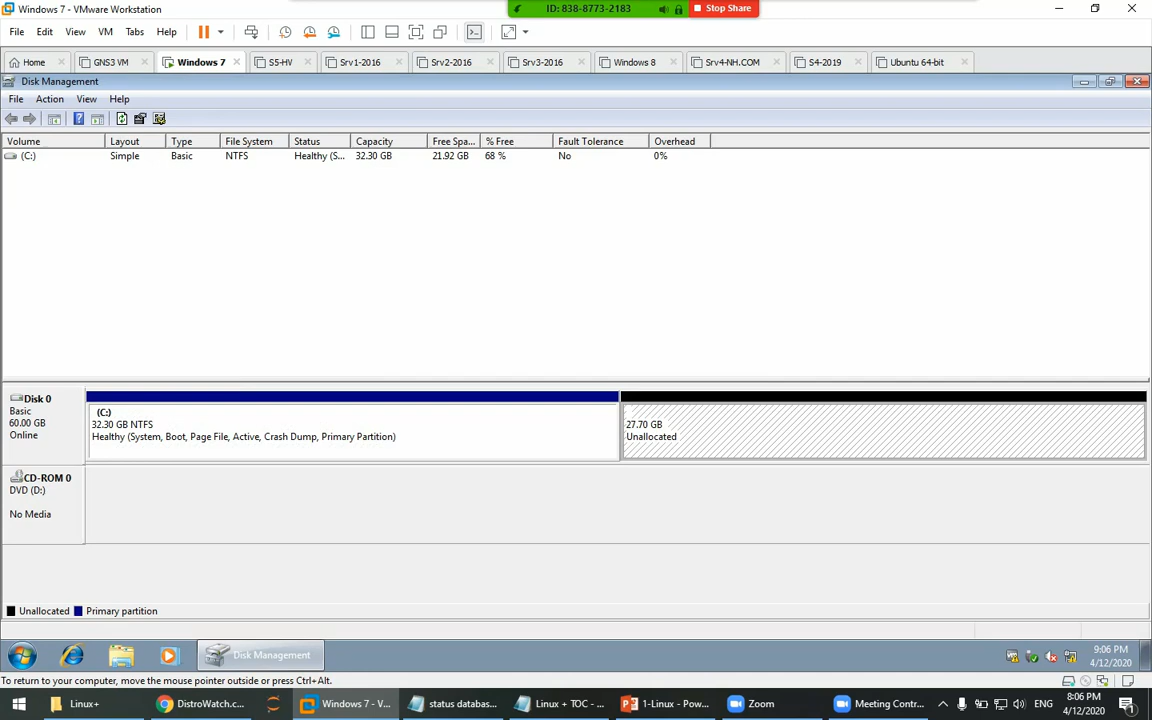 Windows 7 - VMware Workstation
ID: 838-8773-2183
Stop Share
File Edit View VM Tabs Help
Home
GNS3 VM
Windows 7
S5-HV
Srv1-2016
Srv2-2016
Srv3-2016
Windows 8
Srv4-NH.COM
S4-2019
Ubuntu 64-bit
Disk Management
File Action View Help
Volume Layout Type File System Status Capacity Free Spa... % Free Fault Tolerance Overhead
(C:) Simple Basic NTFS Healthy (S... 32.30 GB 21.92 GB 68 % No 0%
Disk 0
Basic
60.00 GB
Online
(C:)
32.30 GB NTFS
Healthy (System, Boot, Page File, Active, Crash Dump, Primary Partition)
27.70 GB
Unallocated
CD-ROM 0
DVD (D:)
No Media
Unallocated Primary partition
Disk Management
9:06 PM
4/12/2020
To return to your computer, move the mouse pointer outside or press Ctrl+Alt.
Linux+
DistroWatch.c...
Windows 7 - V...
status databas...
Linux + TOC - ...
1-Linux - Powe...
Zoom
Meeting Contr...
ENG
8:06 PM
4/12/2020
1